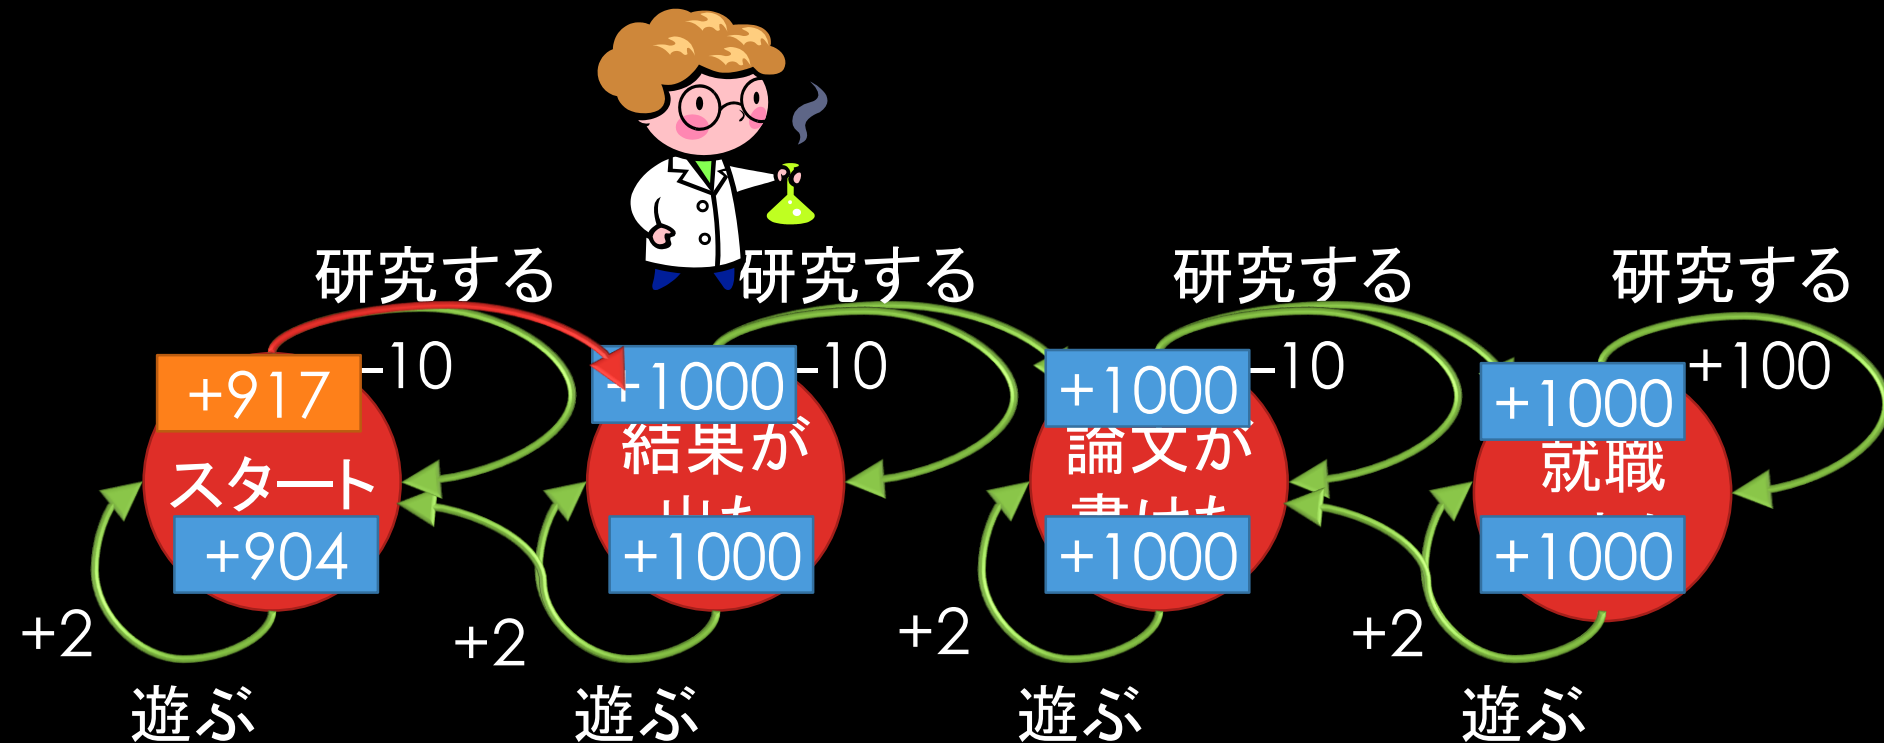 研究する
研究する
研究する
研究する
-10
-10
-10
+100
+917
+1000
+1000
+1000
スタート
結果が
論文が
就職
+904
+1000
+1000
+1000
+2
+2
+2
+2
遊ぶ
遊ぶ
遊ぶ
遊ぶ